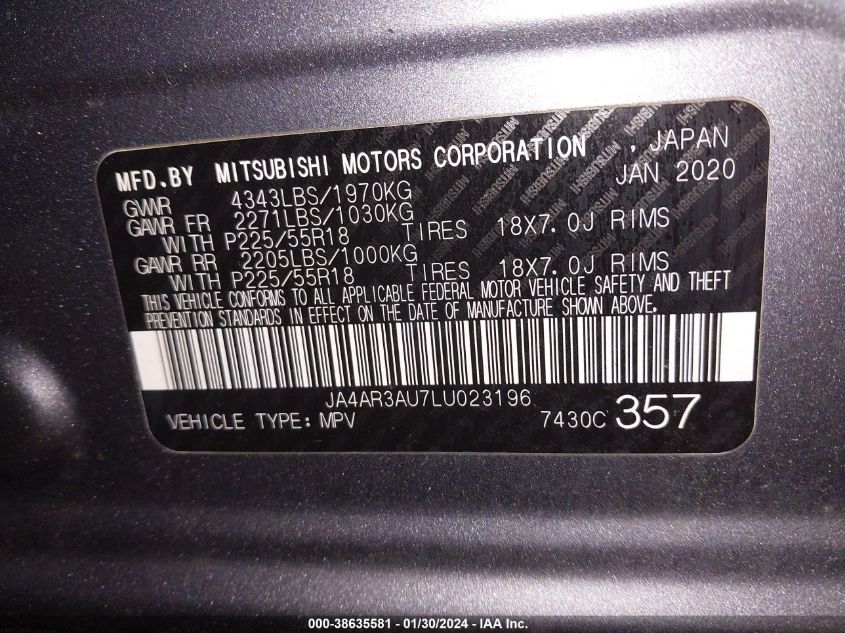 MFD.BY MITSUBISHI MOTORS CORPORATION , JAPAN
JAN 2020
GVWR 4343LBS/1970KG
GAWR FR 2271LBS/1030KG
WITH P225/55R18 TIRES 18X7.0J RIMS
GAWR RR 2205LBS/1000KG
WITH P225/55R18 TIRES 18X7.0J RIMS
THIS VEHICLE CONFORMS TO ALL APPLICABLE FEDERAL MOTOR VEHICLE SAFETY AND THEFT
PREVENTION STANDARDS IN EFFECT ON THE DATE OF MANUFACTURE SHOWN ABOVE.
JA4AR3AU7LU023196
VEHICLE TYPE: MPV 7430C 357
000-38635581 - 01/30/2024 - IAA Inc.